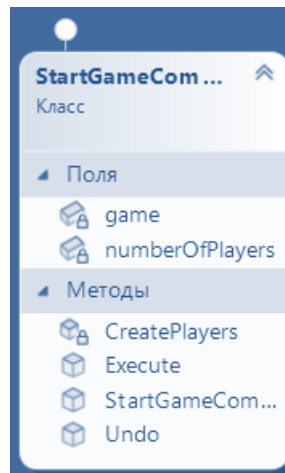 StartGameCom ...
Класс
Поля
game
numberOfPlayers
Методы
CreatePlayers
Execute
StartGameCom...
Undo